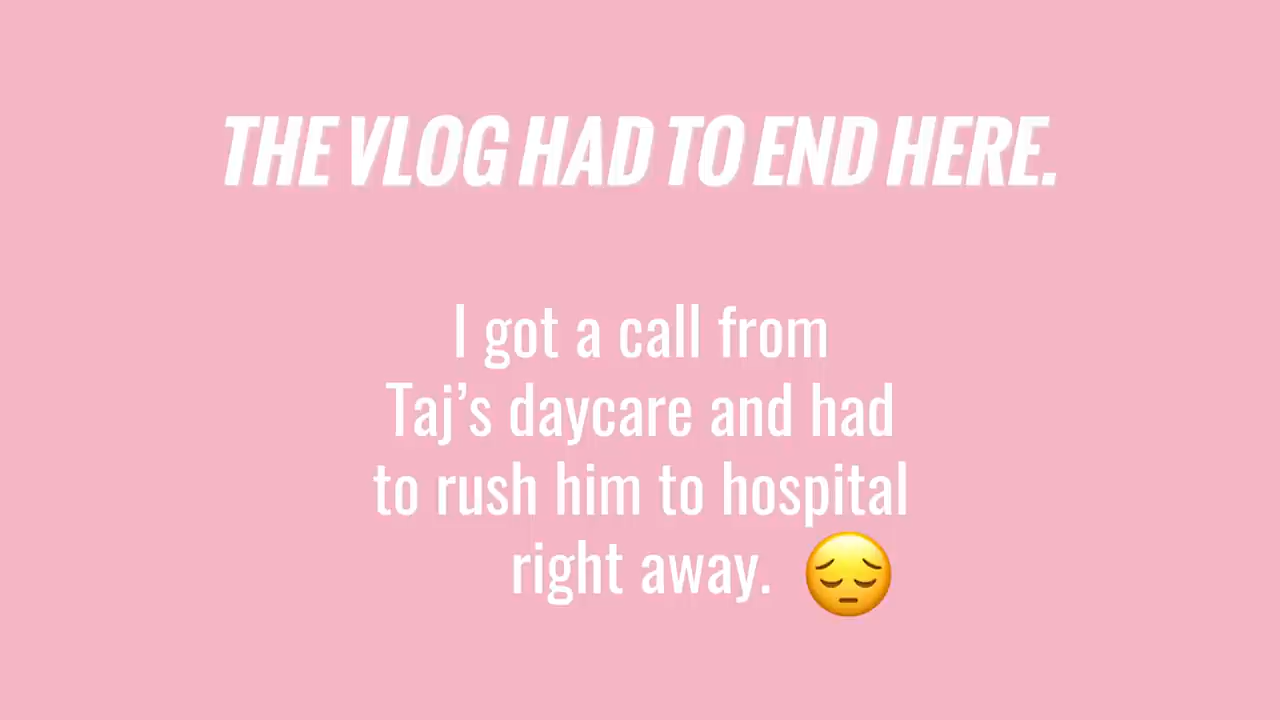 THE VLOG HAD TO END HERE.
I got a call from
Taj’s daycare and had
to rush him to hospital
right away. 😔